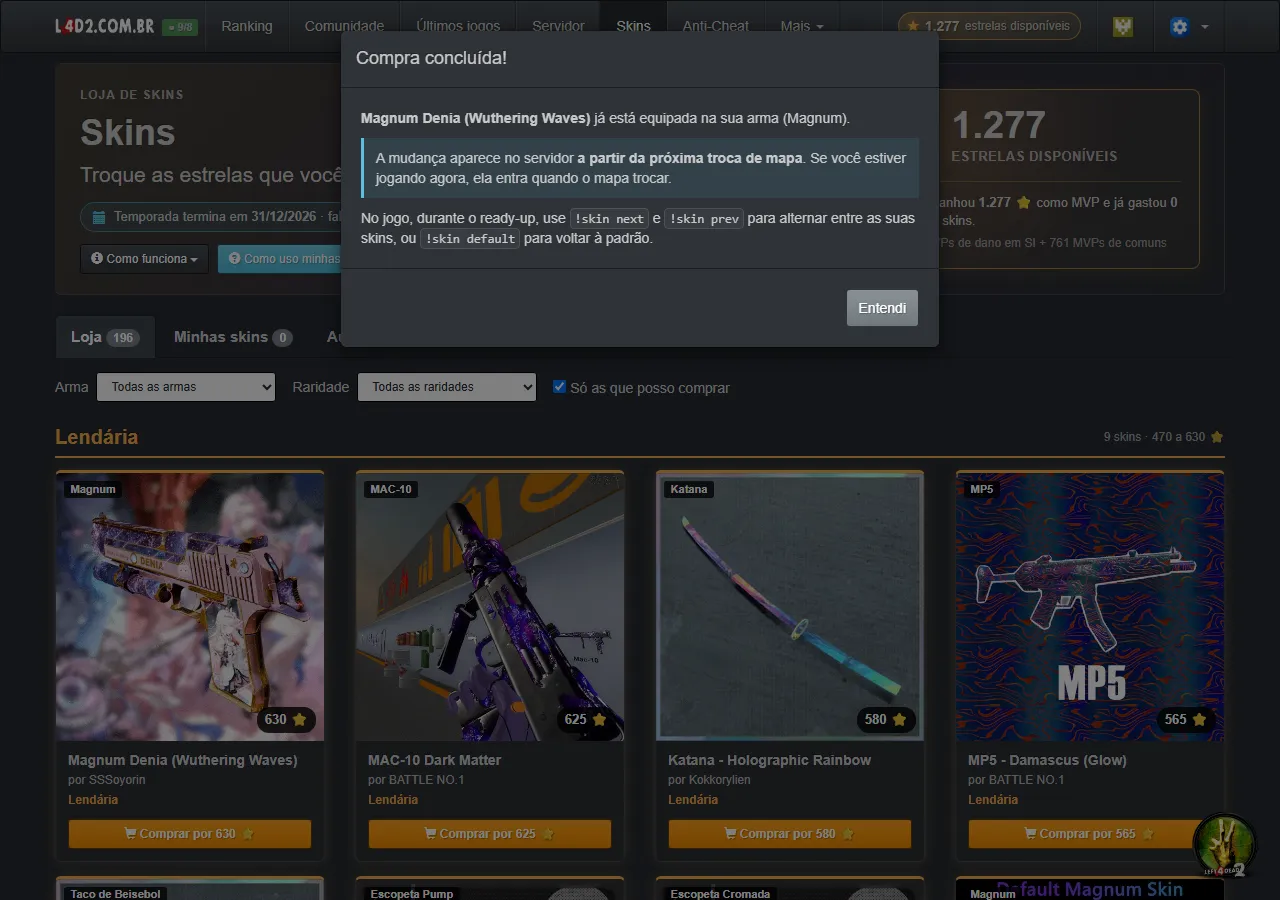 L4D2.COM.BR 9/8 Ranking Comunidade Últimos jogos Servidor Skins Anti-Cheat Mais 1.277 estrelas disponíveis
Compra concluída!
Magnum Denia (Wuthering Waves) já está equipada na sua arma (Magnum).
A mudança aparece no servidor a partir da próxima troca de mapa. Se você estiver
jogando agora, ela entra quando o mapa trocar.
No jogo, durante o ready-up, use !skin next e !skin prev para alternar entre as suas
skins, ou !skin default para voltar à padrão.
Entendi
LOJA DE SKINS
Skins
Troque as estrelas que você
Temporada termina em 31/12/2026 · fal
Como funciona
Como uso minhas
1.277
ESTRELAS DISPONÍVEIS
anhou 1.277 como MVP e já gastou 0
skins.
Ps de dano em SI + 761 MVPs de comuns
Loja 196 Minhas skins 0
Arma Todas as armas Raridade Todas as raridades Só as que posso comprar
Lendária
9 skins · 470 a 630
Magnum
DENIA
630
Magnum Denia (Wuthering Waves)
por SSSoyorin
Lendária
Comprar por 630
MAC-10
Mac-10
625
MAC-10 Dark Matter
por BATTLE NO.1
Lendária
Comprar por 625
Katana
580
Katana - Holographic Rainbow
por Kokkorylien
Lendária
Comprar por 580
MP5
MP5
565
MP5 - Damascus (Glow)
por BATTLE NO.1
Lendária
Comprar por 565
LEFT 4 DEAD 2
Taco de Beisebol
Escopeta Pump
Escopeta Cromada
Magnum
Default Magnum Skin